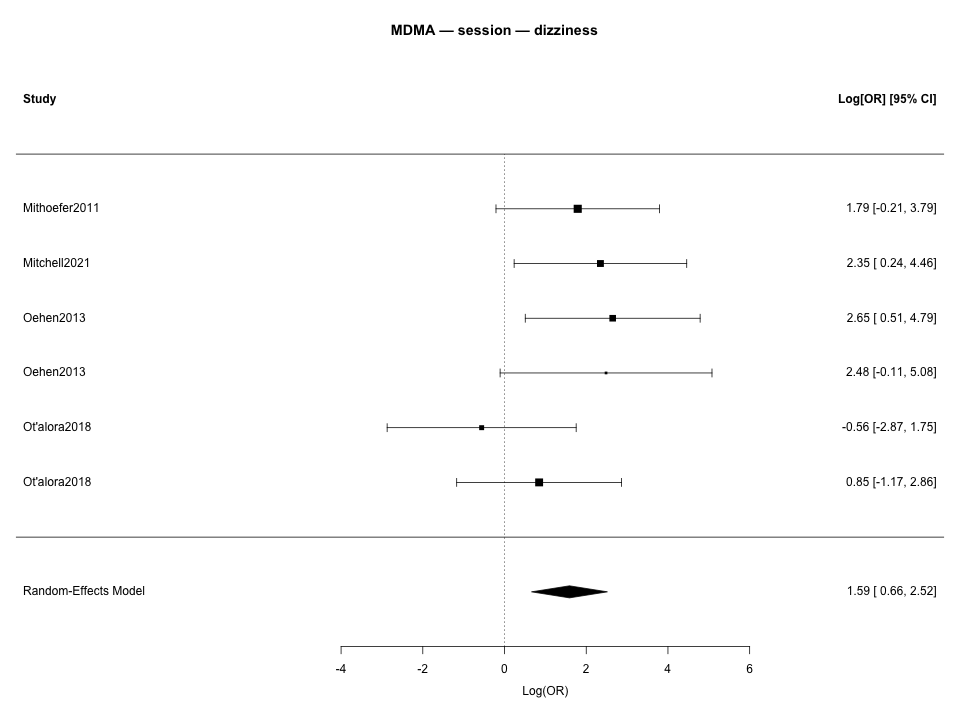 MDMA — session — dizziness
Study Log[OR] [95% CI]
Mithoefer2011 1.79 [-0.21, 3.79]
Mitchell2021 2.35 [ 0.24, 4.46]
Oehen2013 2.65 [ 0.51, 4.79]
Oehen2013 2.48 [-0.11, 5.08]
Ot'alora2018 -0.56 [-2.87, 1.75]
Ot'alora2018 0.85 [-1.17, 2.86]
Random-Effects Model 1.59 [ 0.66, 2.52]
-4 -2 0 2 4 6
Log(OR)